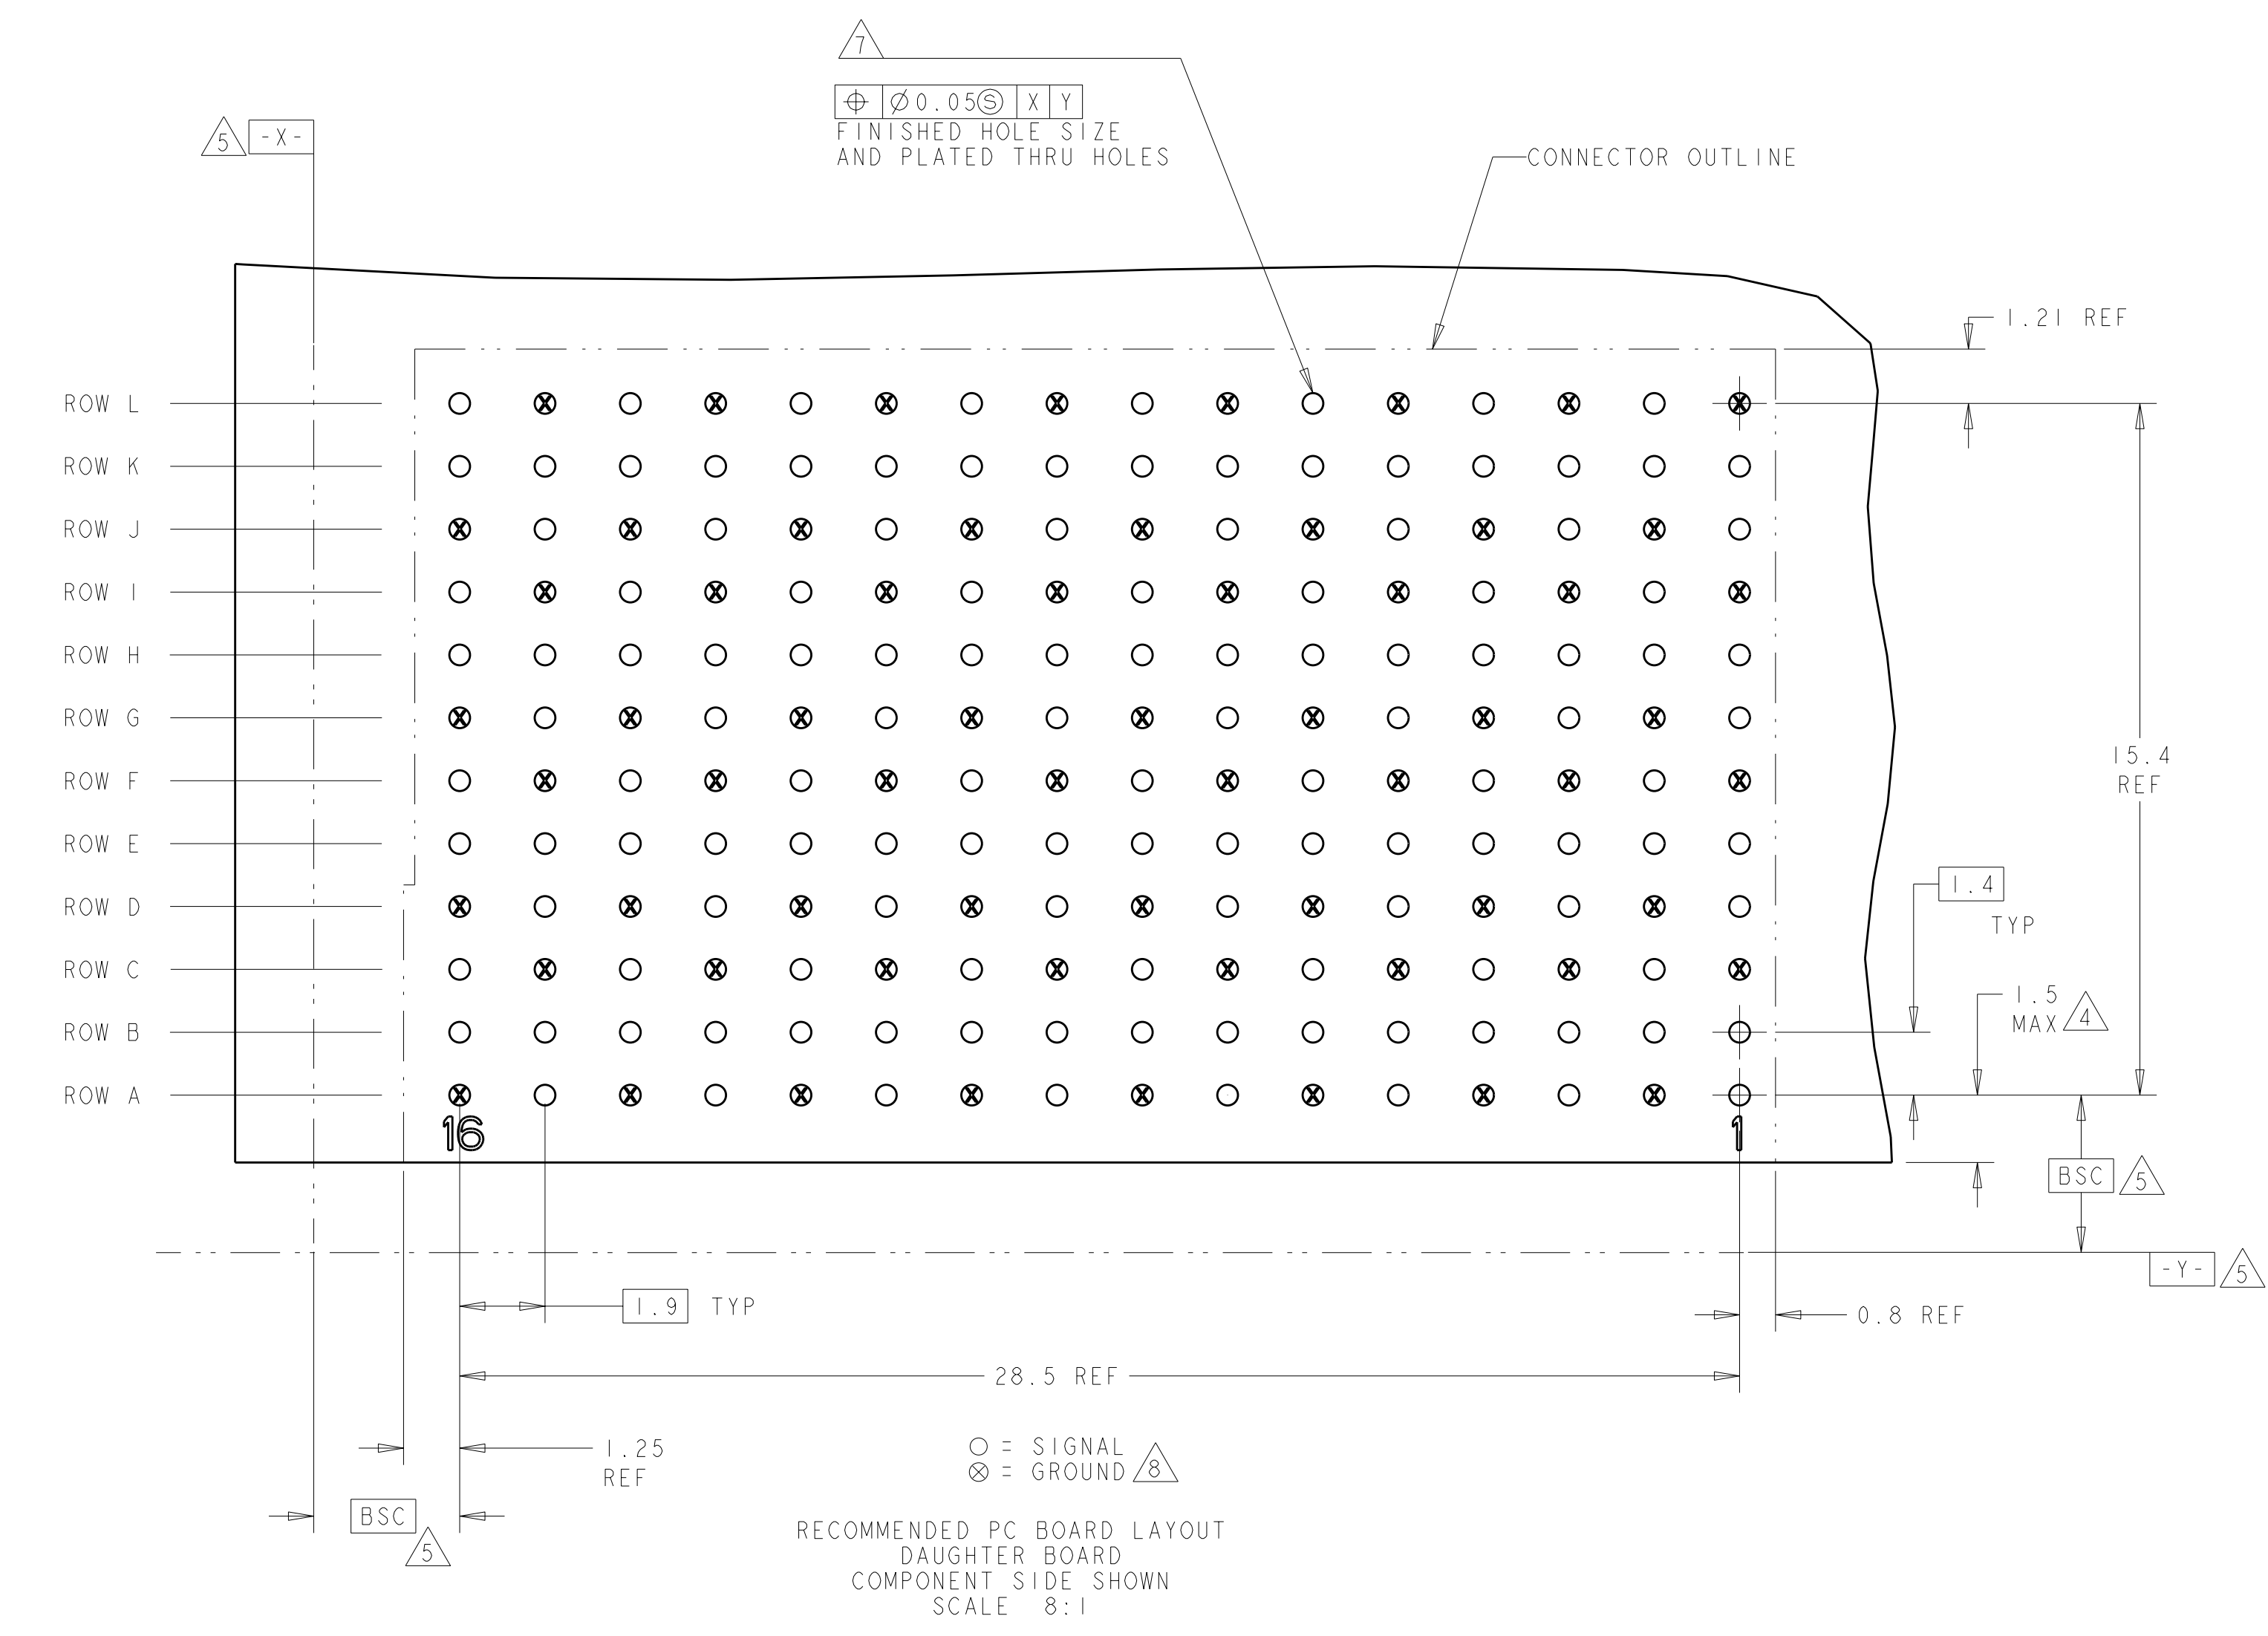 7
⌖ ⌀0.05Ⓢ X Y
FINISHED HOLE SIZE
AND PLATED THRU HOLES
5 -X-
CONNECTOR OUTLINE
1.21 REF
ROW L
ROW K
ROW J
ROW I
ROW H
ROW G
ROW F
ROW E
ROW D
ROW C
ROW B
ROW A
15.4
REF
1.4
TYP
1.5
MAX 4
16
1
BSC 5
-Y- 5
1.9 TYP
0.8 REF
28.5 REF
1.25
REF
BSC
5
= SIGNAL
= GROUND 8
RECOMMENDED PC BOARD LAYOUT
DAUGHTER BOARD
COMPONENT SIDE SHOWN
SCALE 8:1